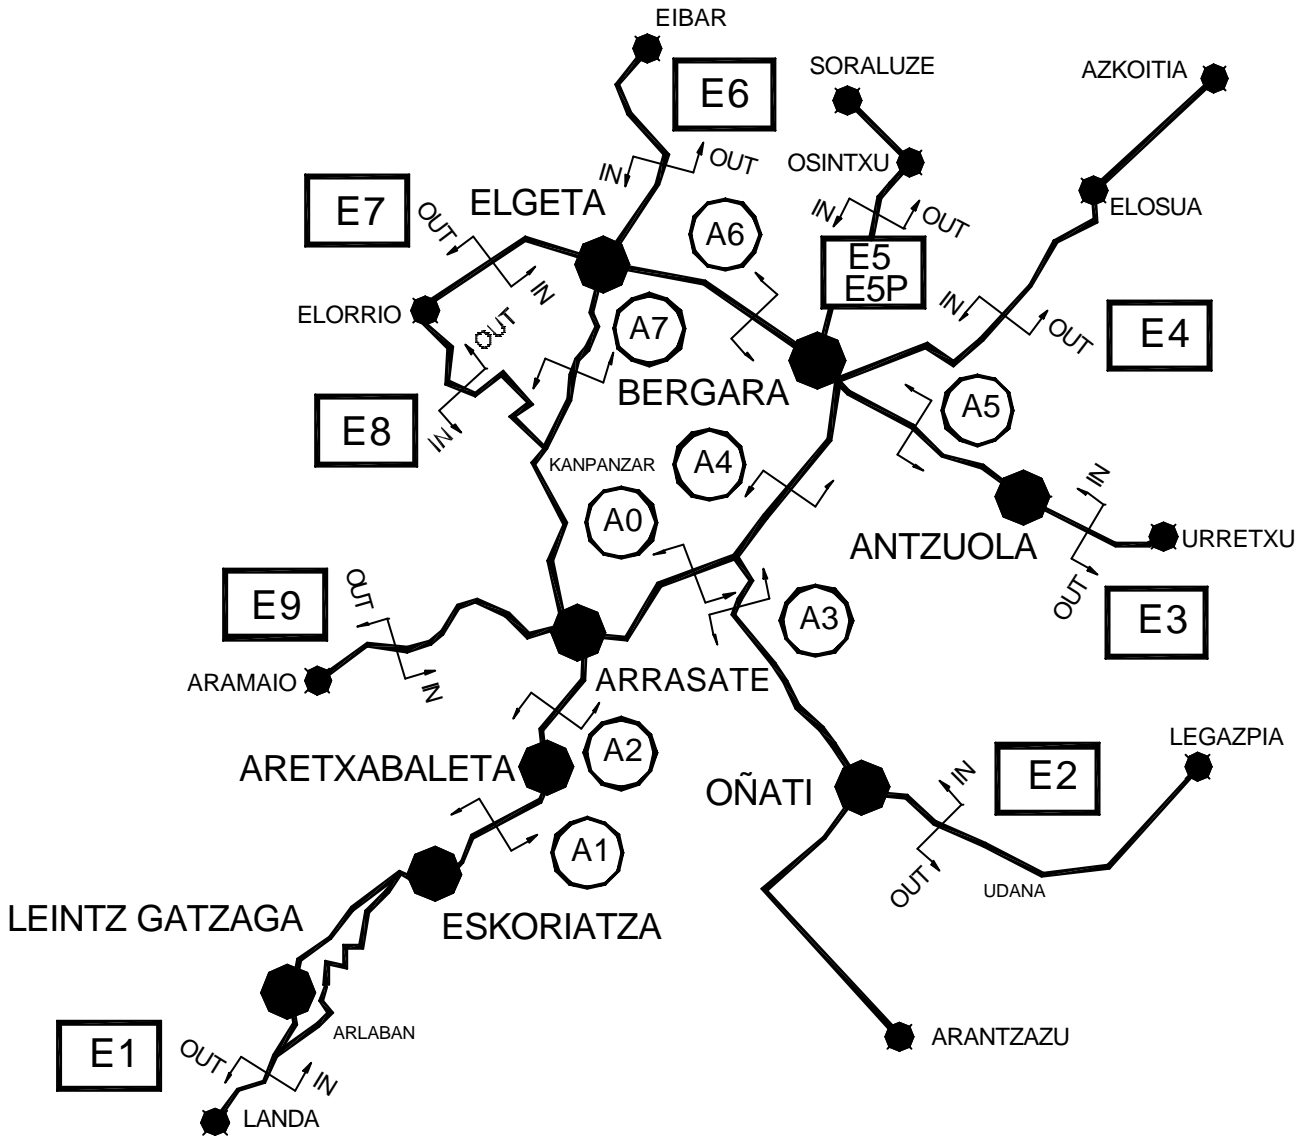 EIBAR
SORALUZE
AZKOITIA
E6
OUT
IN
OSINTXU
ELGETA
E7
OUT
IN
A6
IN
OUT
ELOSUA
E5
E5P
ELORRIO
OUT
IN
A7
IN
OUT
E4
BERGARA
E8
IN
A5
KANPANZAR
A4
A0
IN
ANTZUOLA
URRETXU
OUT
E3
E9
OUT
IN
A3
ARAMAIO
ARRASATE
ARETXABALETA
A2
OÑATI
IN
E2
LEGAZPIA
OUT
UDANA
A1
LEINTZ GATZAGA
ESKORIATZA
ARLABAN
E1
OUT
IN
ARANTZAZU
LANDA